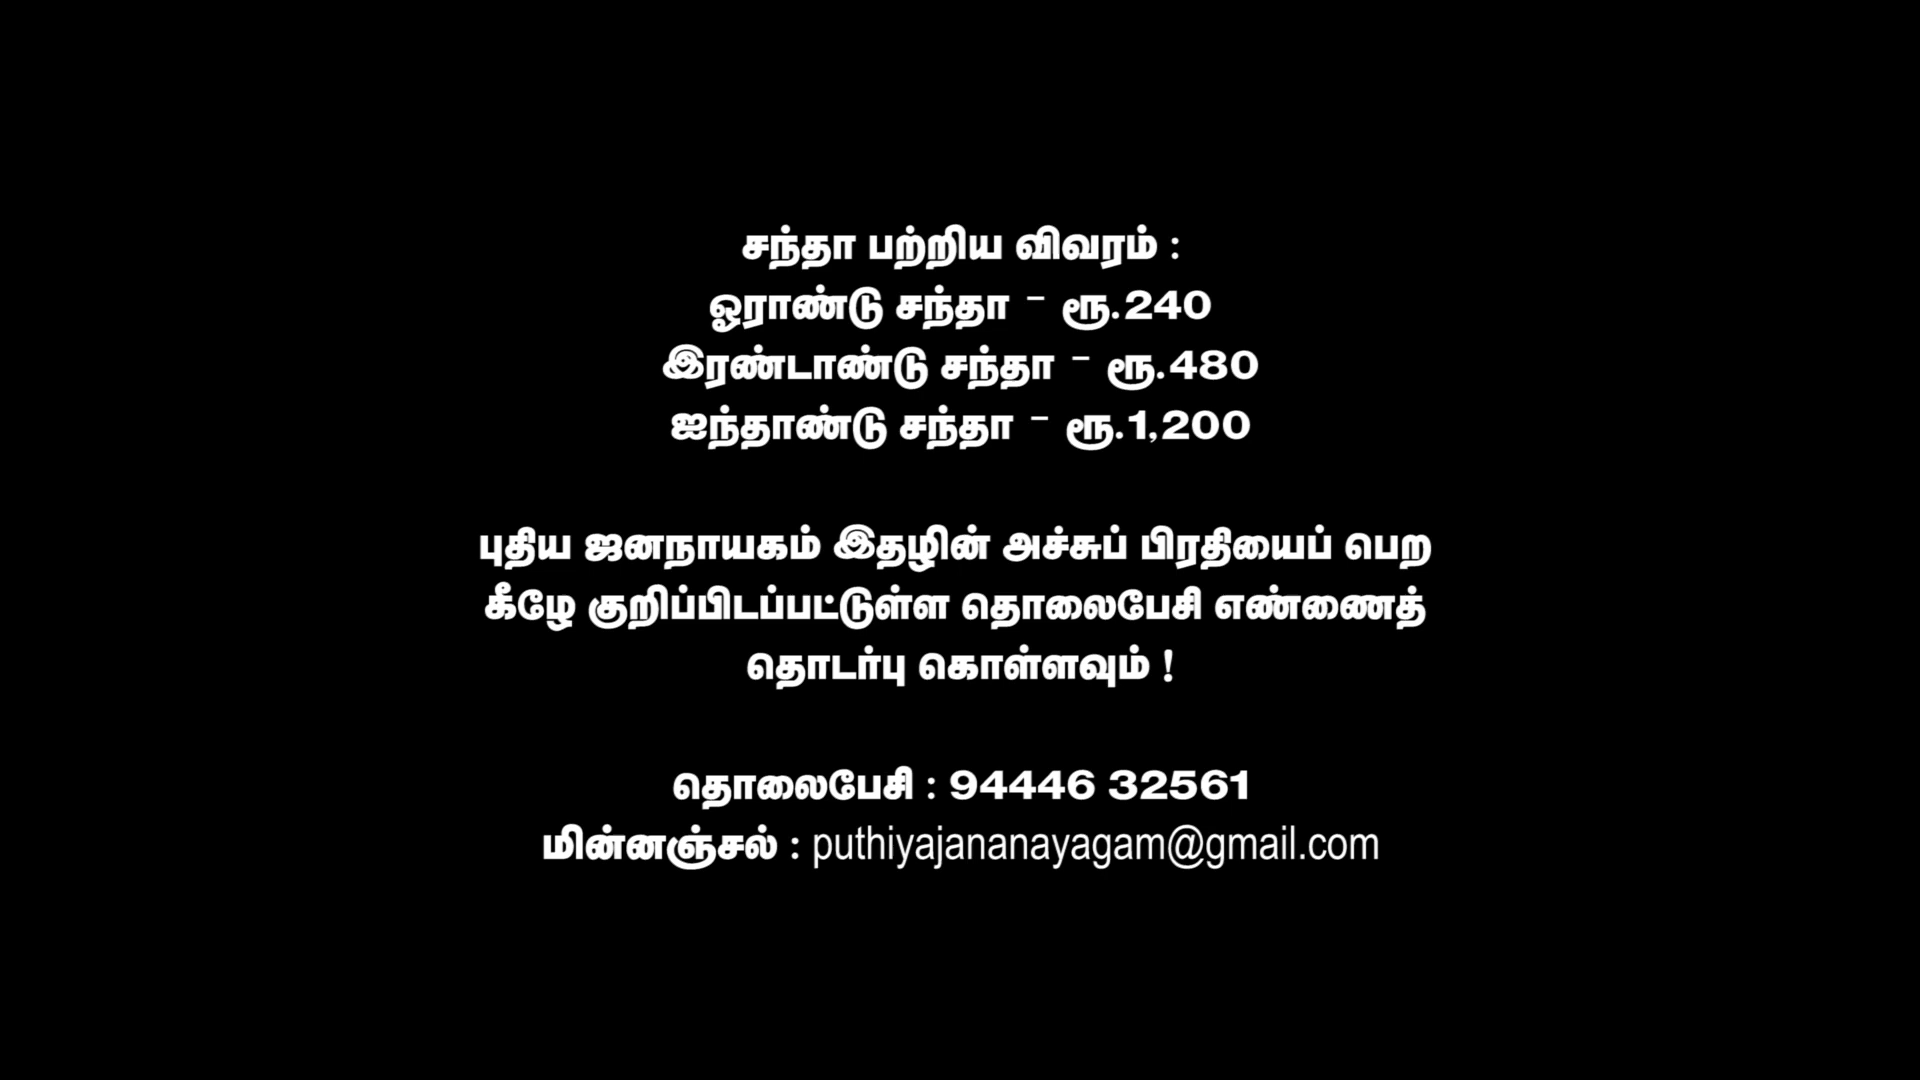 சந்தா பற்றிய விவரம் :
ஓராண்டு சந்தா - ரூ.240
இரண்டாண்டு சந்தா - ரூ.480
ஐந்தாண்டு சந்தா - ரூ.1,200
புதிய ஜனநாயகம் இதழின் அச்சுப் பிரதியைப் பெற
கீழே குறிப்பிடப்பட்டுள்ள தொலைபேசி எண்ணைத்
தொடர்பு கொள்ளவும் !
தொலைபேசி : 94446 32561
மின்னஞ்சல் : puthiyajananayagam@gmail.com